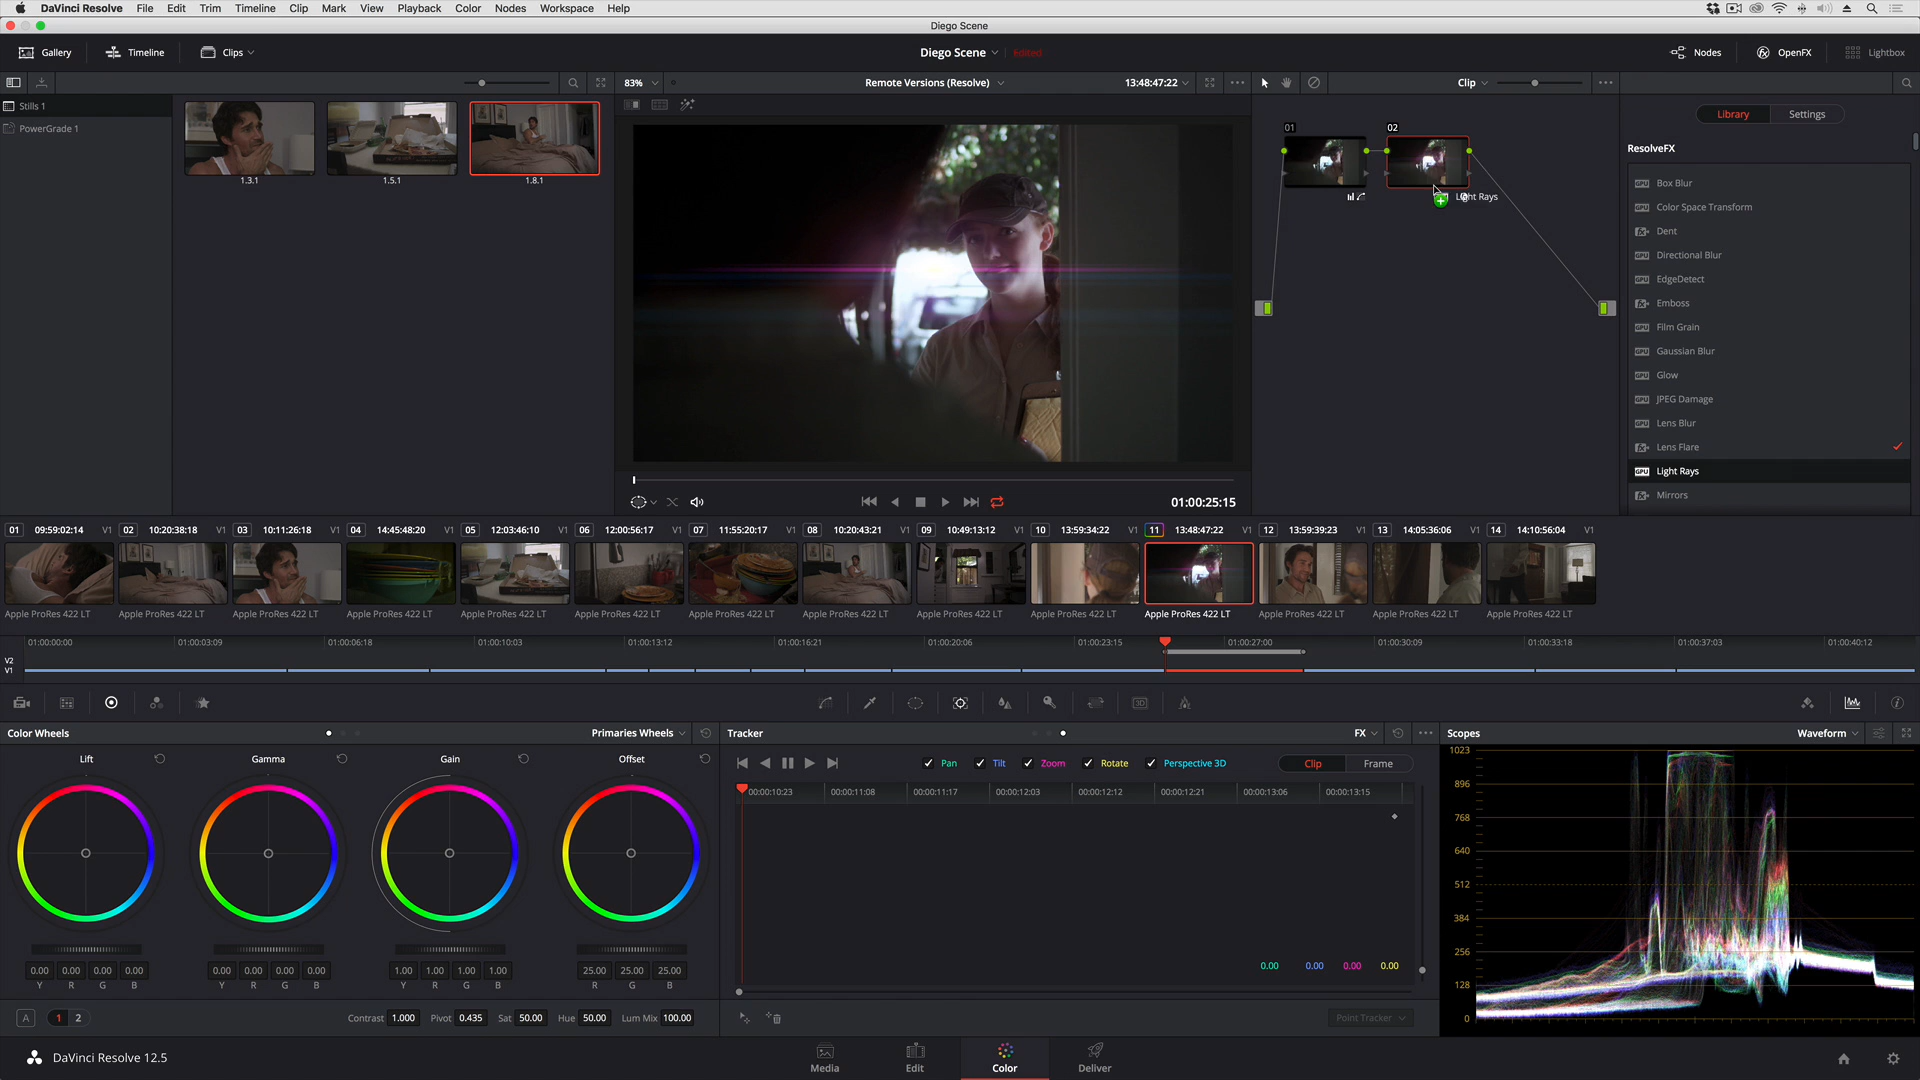 DaVinci Resolve File Edit Trim Timeline Clip Mark View Playback Color Nodes Workspace Help
Diego Scene
Gallery Timeline Clips Diego Scene Edited Nodes OpenFX Lightbox
83% Remote Versions (Resolve) 13:48:47:22 Clip
Stills 1
PowerGrade 1
1.3.1 1.5.1 1.8.1
01 02
Light Rays
Library Settings
ResolveFX
Box Blur
Color Space Transform
Dent
Directional Blur
EdgeDetect
Emboss
Film Grain
Gaussian Blur
Glow
JPEG Damage
Lens Blur
Lens Flare
Light Rays
Mirrors
01:00:25:15
01 09:59:02:14 V1 02 10:20:38:18 V1 03 10:11:26:18 V1 04 14:45:48:20 V1 05 12:03:46:10 V1 06 12:00:56:17 V1 07 11:55:20:17 V1 08 10:20:43:21 V1 09 10:49:13:12 V1 10 13:59:34:22 V1 11 13:48:47:22 V1 12 13:59:39:23 V1 13 14:05:36:06 V1 14 14:10:56:04 V1
Apple ProRes 422 LT Apple ProRes 422 LT Apple ProRes 422 LT Apple ProRes 422 LT Apple ProRes 422 LT Apple ProRes 422 LT Apple ProRes 422 LT Apple ProRes 422 LT Apple ProRes 422 LT Apple ProRes 422 LT Apple ProRes 422 LT Apple ProRes 422 LT Apple ProRes 422 LT Apple ProRes 422 LT
01:00:00:00 01:00:03:09 01:00:06:18 01:00:10:03 01:00:13:12 01:00:16:21 01:00:20:06 01:00:23:15 01:00:27:00 01:00:30:09 01:00:33:18 01:00:37:03 01:00:40:12
V2
V1
3D
Color Wheels Primaries Wheels
Lift Gamma Gain Offset
0.00 0.00 0.00 0.00 0.00 0.00 0.00 0.00 1.00 1.00 1.00 1.00 25.00 25.00 25.00
Y R G B Y R G B Y R G B R G B
A 1 2 Contrast 1.000 Pivot 0.435 Sat 50.00 Hue 50.00 Lum Mix 100.00
Tracker FX
Pan Tilt Zoom Rotate Perspective 3D Clip Frame
00:00:10:23 00:00:11:08 00:00:11:17 00:00:12:03 00:00:12:12 00:00:12:21 00:00:13:06 00:00:13:15
0.00 0.00 0.00 0.00
Point Tracker
Scopes Waveform
1023
896
768
640
512
384
256
128
0
DaVinci Resolve 12.5 Media Edit Color Deliver